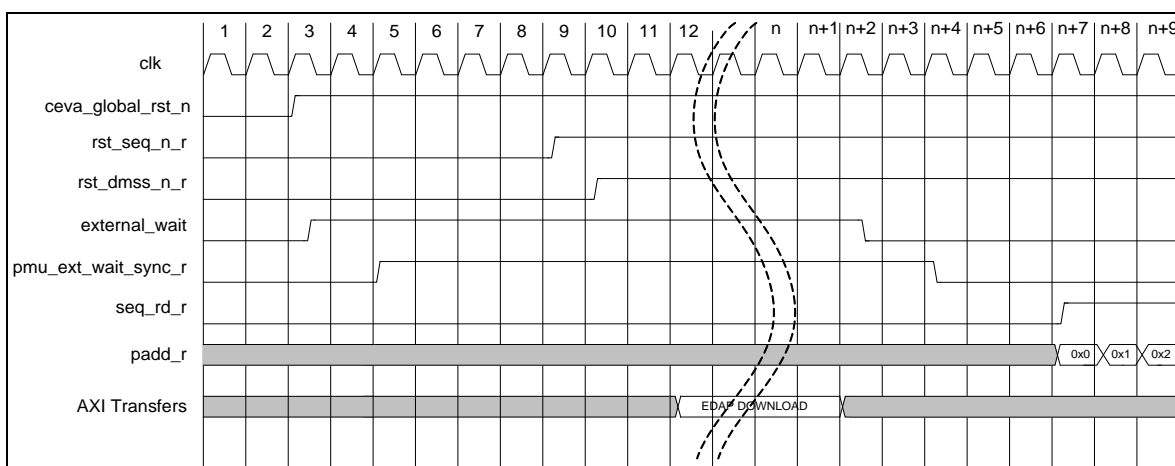 1 2 3 4 5 6 7 8 9 10 11 12 n n+1 n+2 n+3 n+4 n+5 n+6 n+7 n+8 n+9
clk
ceva_global_rst_n
rst_seq_n_r
rst_dmss_n_r
external_wait
pmu_ext_wait_sync_r
seq_rd_r
padd_r 0x0 0x1 0x2
AXI Transfers EDAP DOWNLOAD